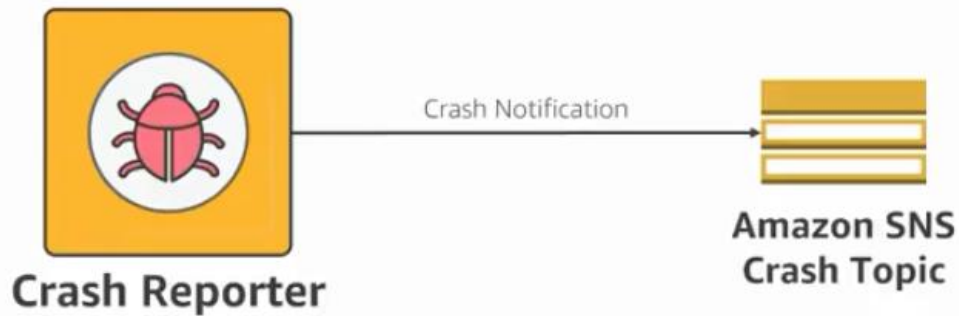 Crash Notification
Crash Reporter
Amazon SNS
Crash Topic